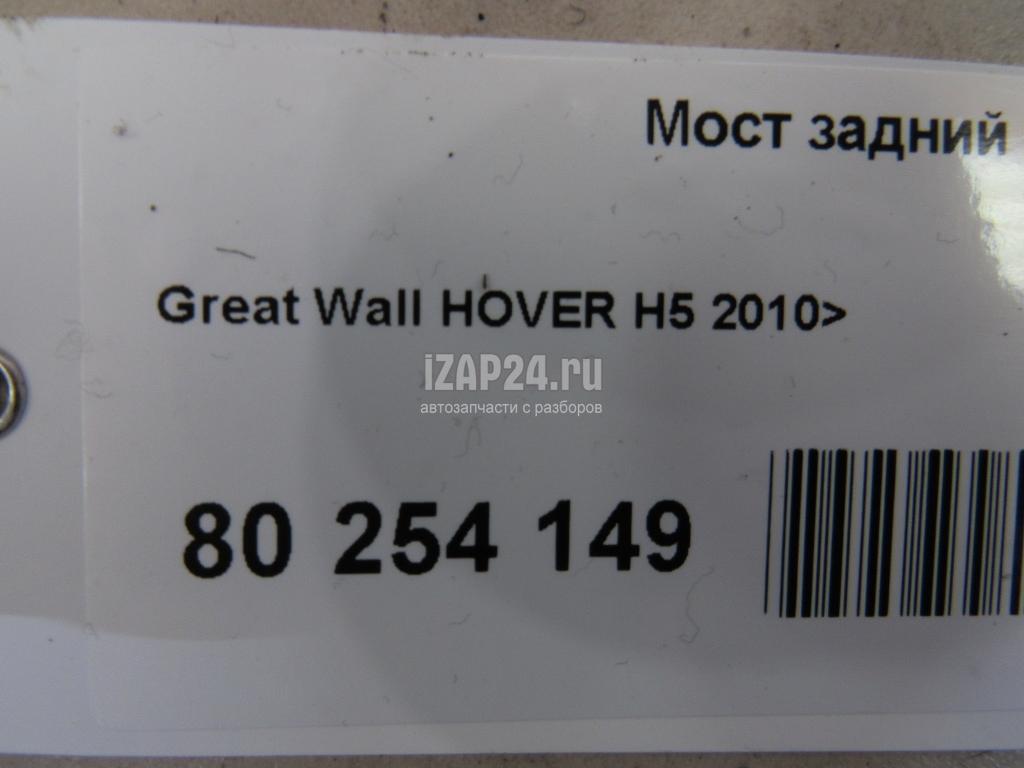 Мост задний
Great Wall HOVER H5 2010>
iZAP24.ru
автозапчасти с разборов
80 254 149